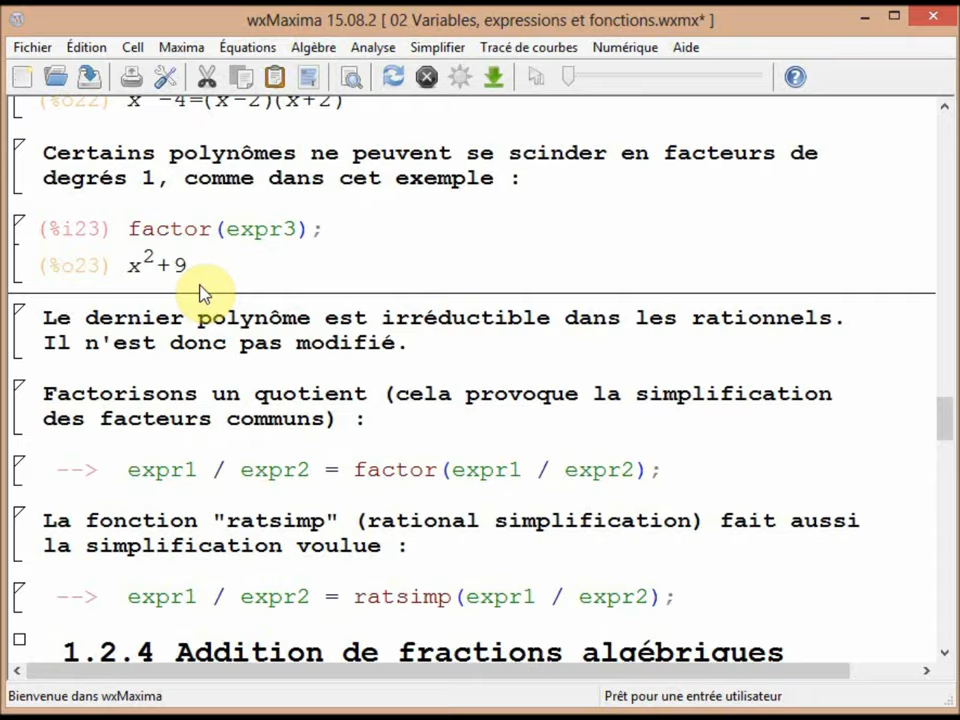 wxMaxima 15.08.2 [ 02 Variables, expressions et fonctions.wxmx* ]
Fichier Édition Cell Maxima Équations Algèbre Analyse Simplifier Tracé de courbes Numérique Aide
(%o22) x -4=(x-2)(x+2)
Certains polynômes ne peuvent se scinder en facteurs de
degrés 1, comme dans cet exemple :
(%i23) factor(expr3);
(%o23) x²+9
Le dernier polynôme est irréductible dans les rationnels.
Il n'est donc pas modifié.
Factorisons un quotient (cela provoque la simplification
des facteurs communs) :
--> expr1 / expr2 = factor(expr1 / expr2);
La fonction "ratsimp" (rational simplification) fait aussi
la simplification voulue :
--> expr1 / expr2 = ratsimp(expr1 / expr2);
1.2.4 Addition de fractions algébriques
Bienvenue dans wxMaxima Prêt pour une entrée utilisateur